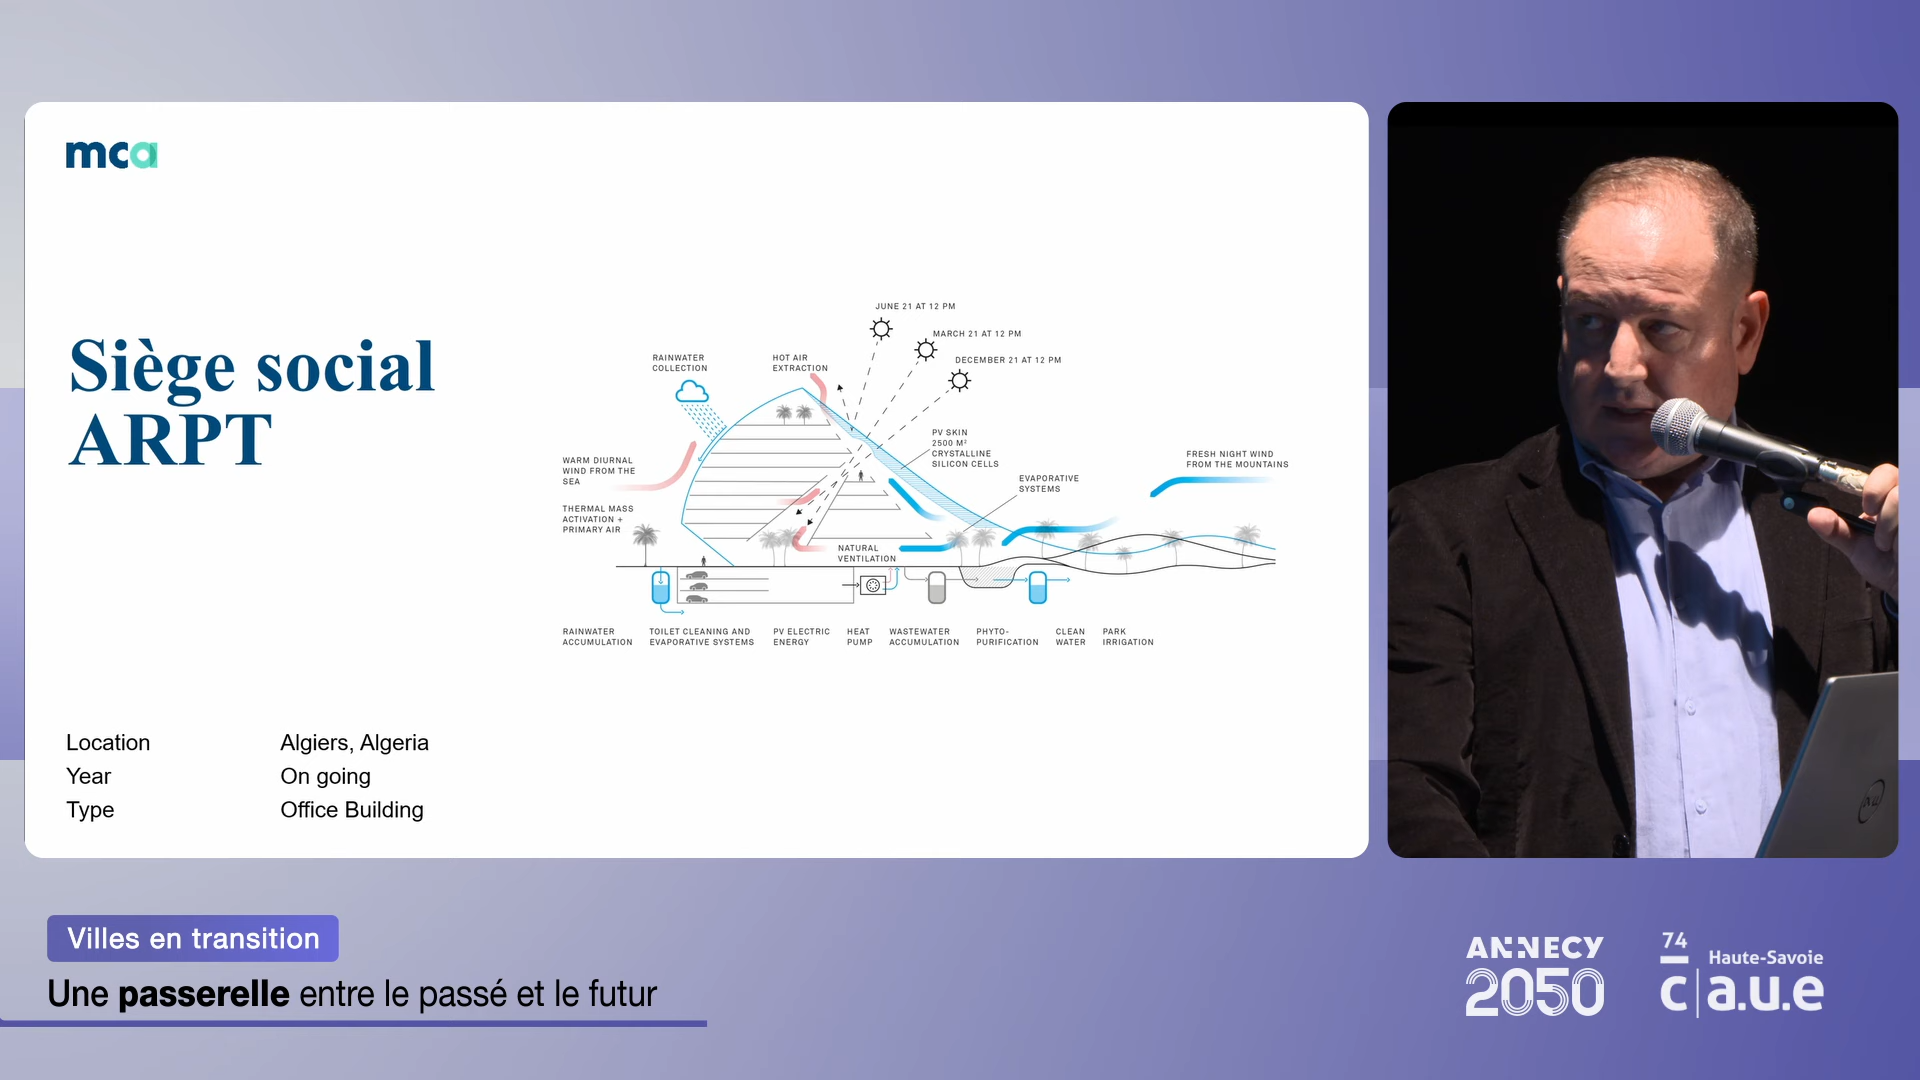 mca
Siège social
ARPT
JUNE 21 AT 12 PM
MARCH 21 AT 12 PM
DECEMBER 21 AT 12 PM
RAINWATER
COLLECTION
HOT AIR
EXTRACTION
PV SKIN
2500 M²
CRYSTALLINE
SILICON CELLS
WARM DIURNAL
WIND FROM THE
SEA
FRESH NIGHT WIND
FROM THE MOUNTAINS
EVAPORATIVE
SYSTEMS
THERMAL MASS
ACTIVATION +
PRIMARY AIR
NATURAL
VENTILATION
RAINWATER
ACCUMULATION
TOILET CLEANING AND
EVAPORATIVE SYSTEMS
PV ELECTRIC
ENERGY
HEAT
PUMP
WASTEWATER
ACCUMULATION
PHYTO-
PURIFICATION
CLEAN
WATER
PARK
IRRIGATION
Location Algiers, Algeria
Year On going
Type Office Building
DELL
Villes en transition
Une passerelle entre le passé et le futur
ANNECY
2050
74
Haute-Savoie
c|a.u.e